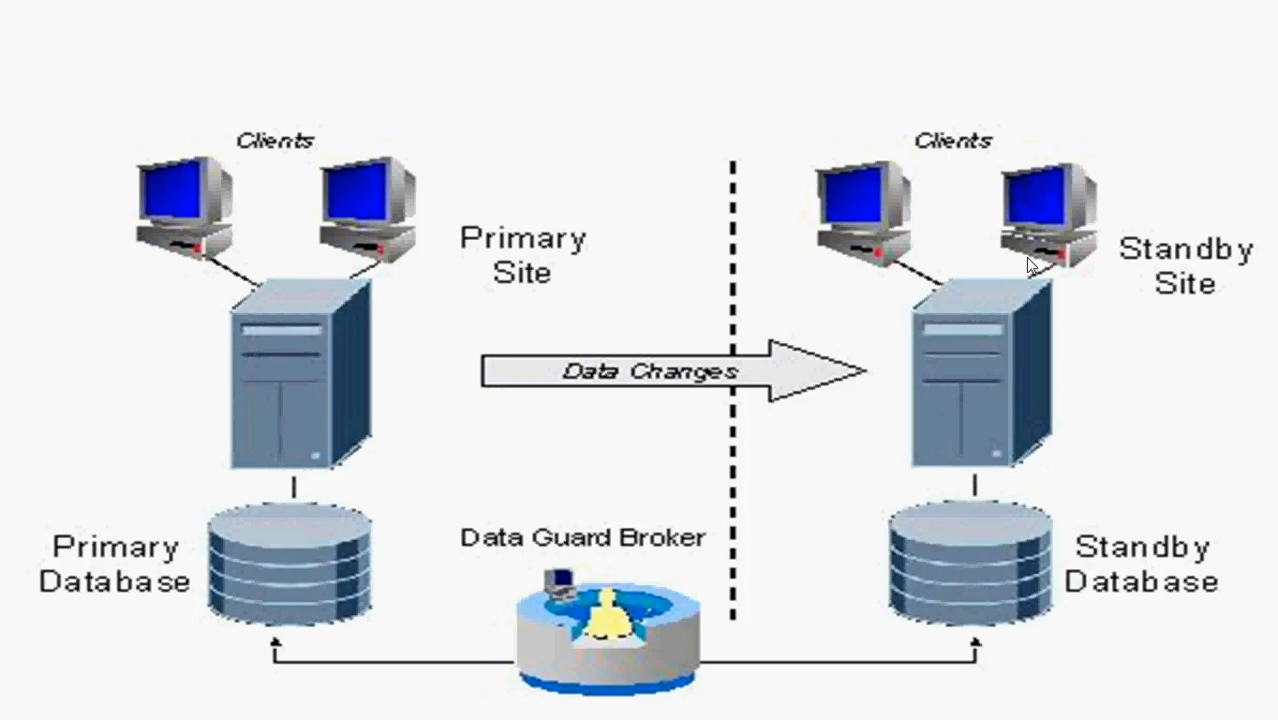 Clients
Clients
Primary
Site
Standby
Site
Data Changes
Data Guard Broker
Primary
Database
Standby
Database